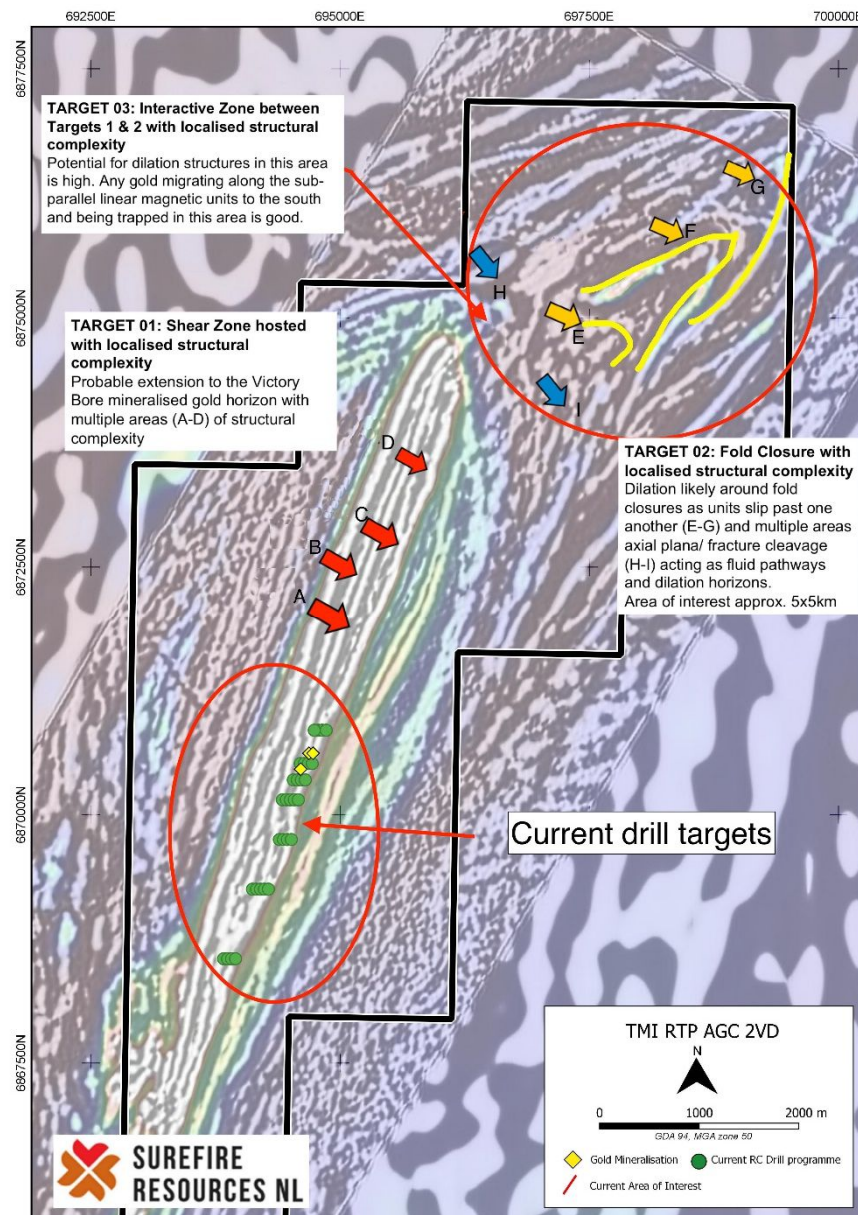 692500E
695000E
697500E
700000E
6877500N
TARGET 03: Interactive Zone between
Targets 1 & 2 with localised structural
complexity
Potential for dilation structures in this area
is high. Any gold migrating along the sub-
parallel linear magnetic units to the south
and being trapped in this area is good.
G
F
H
6875000N
E
TARGET 01: Shear Zone hosted
with localised structural
complexity
Probable extension to the Victory
Bore mineralised gold horizon with
multiple areas (A-D) of structural
complexity
I
D
TARGET 02: Fold Closure with
localised structural complexity
Dilation likely around fold
closures as units slip past one
another (E-G) and multiple areas
axial plana/ fracture cleavage
(H-I) acting as fluid pathways
and dilation horizons.
Area of interest approx. 5x5km
C
B
6872500N
A
6870000N
Current drill targets
6867500N
TMI RTP AGC 2VD
N
0 1000 2000 m
GDA 94, MGA zone 50
Gold Mineralisation Current RC Drill programme
Current Area of Interest
SUREFIRE
RESOURCES NL